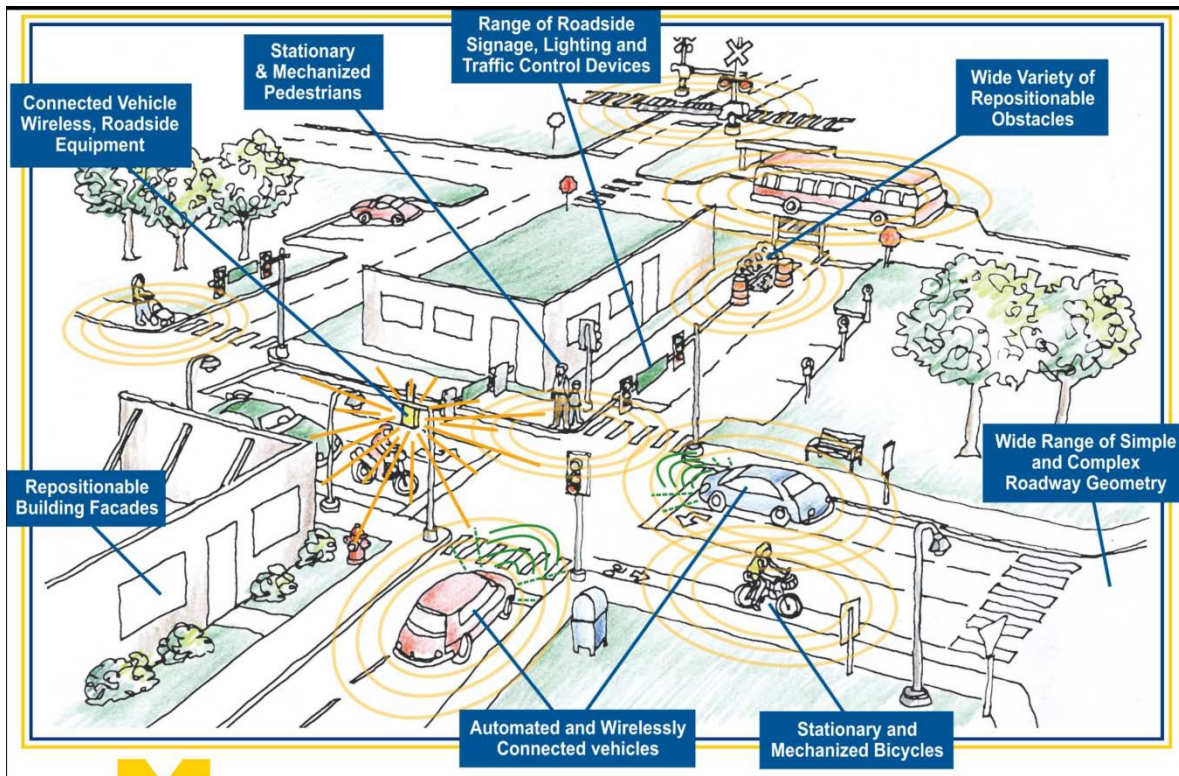 Range of Roadside
Signage, Lighting and
Traffic Control Devices
Stationary
& Mechanized
Pedestrians
Wide Variety of
Repositionable
Obstacles
Connected Vehicle
Wireless, Roadside
Equipment
Wide Range of Simple
and Complex
Roadway Geometry
Repositionable
Building Facades
Automated and Wirelessly
Connected vehicles
Stationary and
Mechanized Bicycles
M